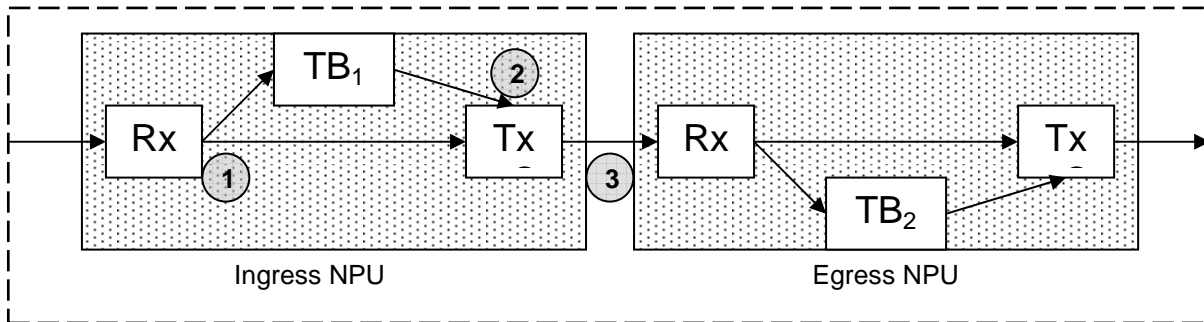 TB₁
2
Rx
Tx
Rx
Tx
1
3
TB₂
Ingress NPU
Egress NPU